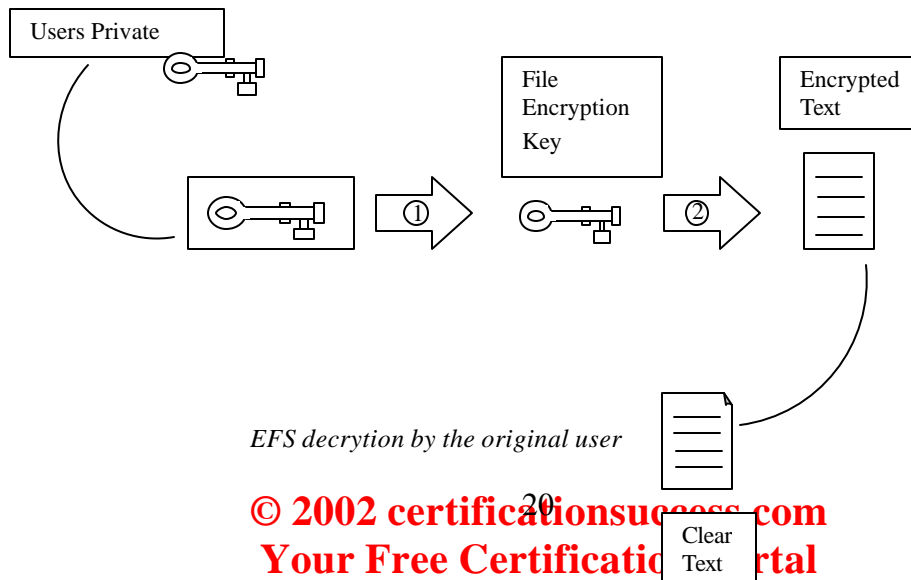 Users Private
File
Encryption
Key
Encrypted
Text
1
2
EFS decrytion by the original user
20
© 2002 certificationsuccess.com
Your Free Certification
Clear
Text